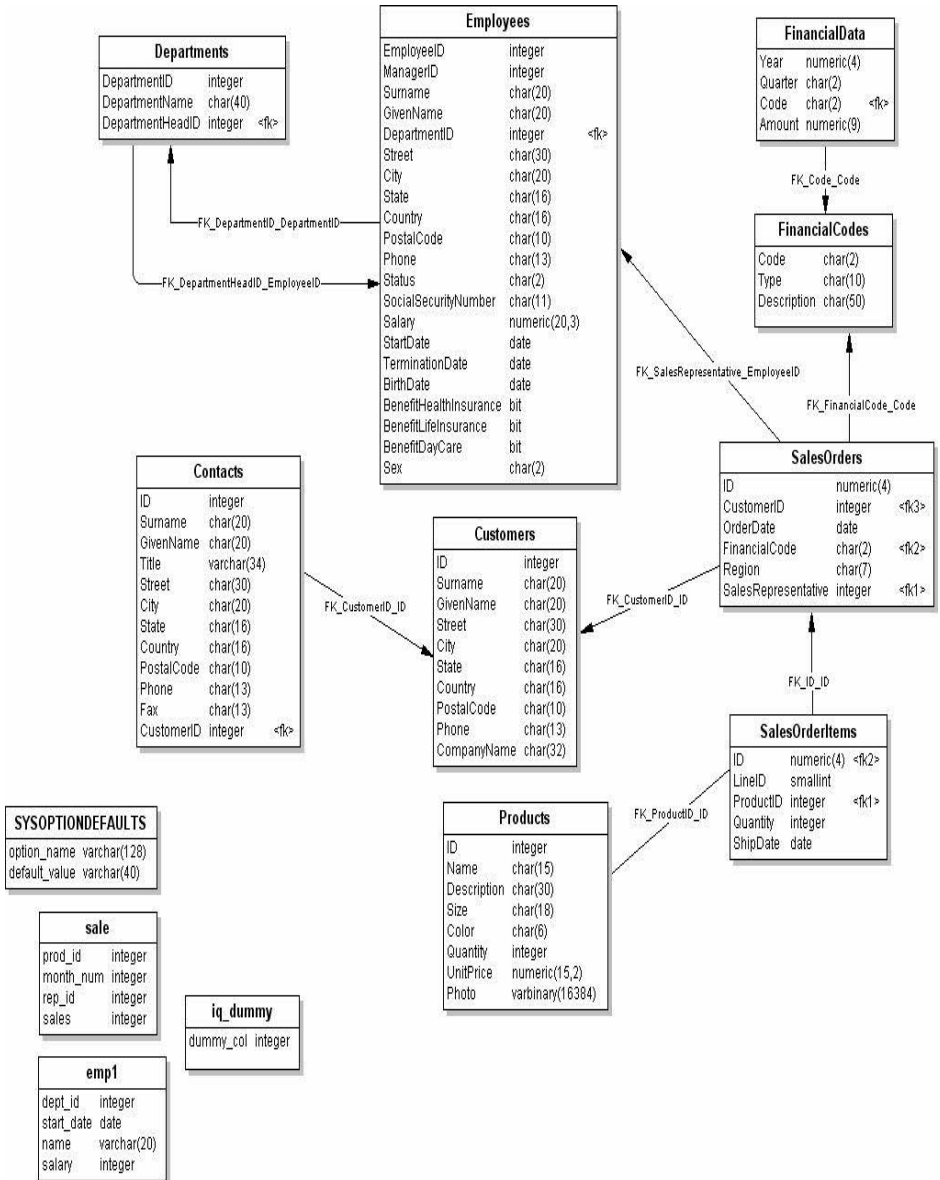 Departments
DepartmentID integer
DepartmentName char(40)
DepartmentHeadID integer <fk>
Employees
EmployeeID integer
ManagerID integer
Surname char(20)
GivenName char(20)
DepartmentID integer <fk>
Street char(30)
City char(20)
State char(16)
Country char(16)
PostalCode char(10)
Phone char(13)
Status char(2)
SocialSecurityNumber char(11)
Salary numeric(20,3)
StartDate date
TerminationDate date
BirthDate date
BenefitHealthInsurance bit
BenefitLifeInsurance bit
BenefitDayCare bit
Sex char(2)
FinancialData
Year numeric(4)
Quarter char(2)
Code char(2) <fk>
Amount numeric(9)
FK_Code_Code
FinancialCodes
Code char(2)
Type char(10)
Description char(50)
FK_DepartmentID_DepartmentID
FK_DepartmentHeadID_EmployeeID
FK_SalesRepresentative_EmployeeID
FK_FinancialCode_Code
Contacts
ID integer
Surname char(20)
GivenName char(20)
Title varchar(34)
Street char(30)
City char(20)
State char(16)
Country char(16)
PostalCode char(10)
Phone char(13)
Fax char(13)
CustomerID integer <fk>
FK_CustomerID_ID
Customers
ID integer
Surname char(20)
GivenName char(20)
Street char(30)
City char(20)
State char(16)
Country char(16)
PostalCode char(10)
Phone char(13)
CompanyName char(32)
FK_CustomerID_ID
SalesOrders
ID numeric(4)
CustomerID integer <fk3>
OrderDate date
FinancialCode char(2) <fk2>
Region char(7)
SalesRepresentative integer <fk1>
FK_ID_ID
SalesOrderItems
ID numeric(4) <fk2>
LineID smallint
ProductID integer <fk1>
Quantity integer
ShipDate date
FK_ProductID_ID
Products
ID integer
Name char(15)
Description char(30)
Size char(18)
Color char(6)
Quantity integer
UnitPrice numeric(15,2)
Photo varbinary(16384)
SYSOPTIONDEFAULTS
option_name varchar(128)
default_value varchar(40)
sale
prod_id integer
month_num integer
rep_id integer
sales integer
iq_dummy
dummy_col integer
emp1
dept_id integer
start_date date
name varchar(20)
salary integer